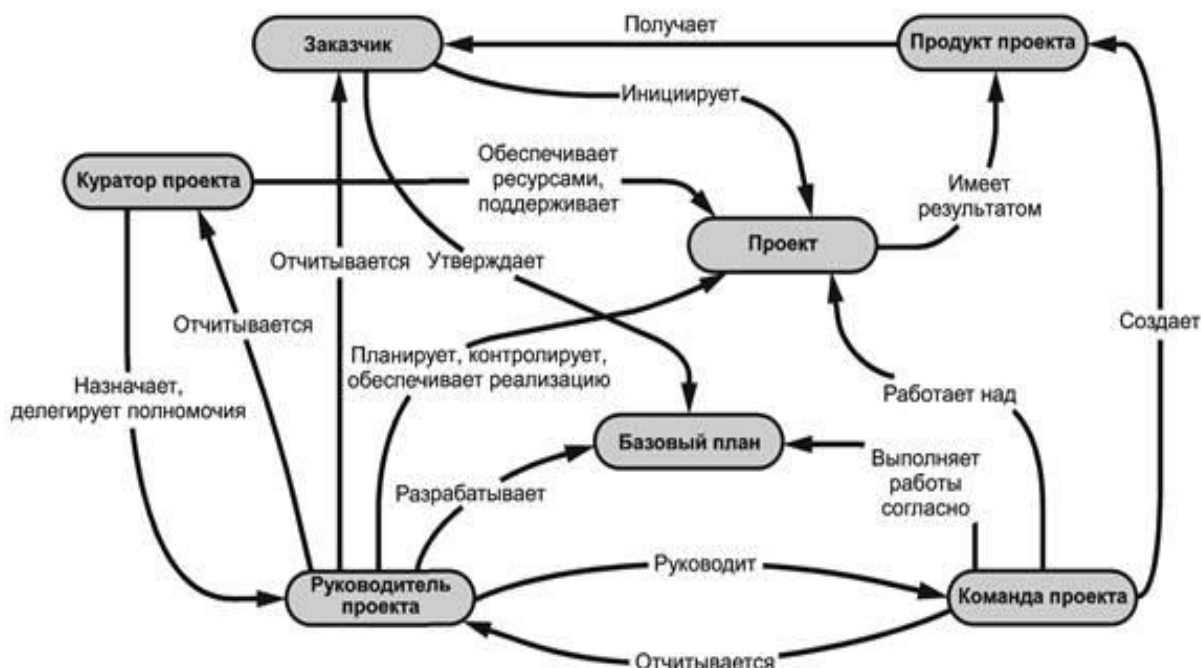 Получает
Заказчик
Продукт проекта
Инициирует
Обеспечивает
ресурсами,
поддерживает
Куратор проекта
Имеет
результатом
Проект
Отчитывается
Утверждает
Отчитывается
Создает
Планирует, контролирует,
обеспечивает реализацию
Назначает,
делегирует полномочия
Работает над
Базовый план
Выполняет
работы
согласно
Разрабатывает
Руководит
Руководитель
проекта
Команда проекта
Отчитывается